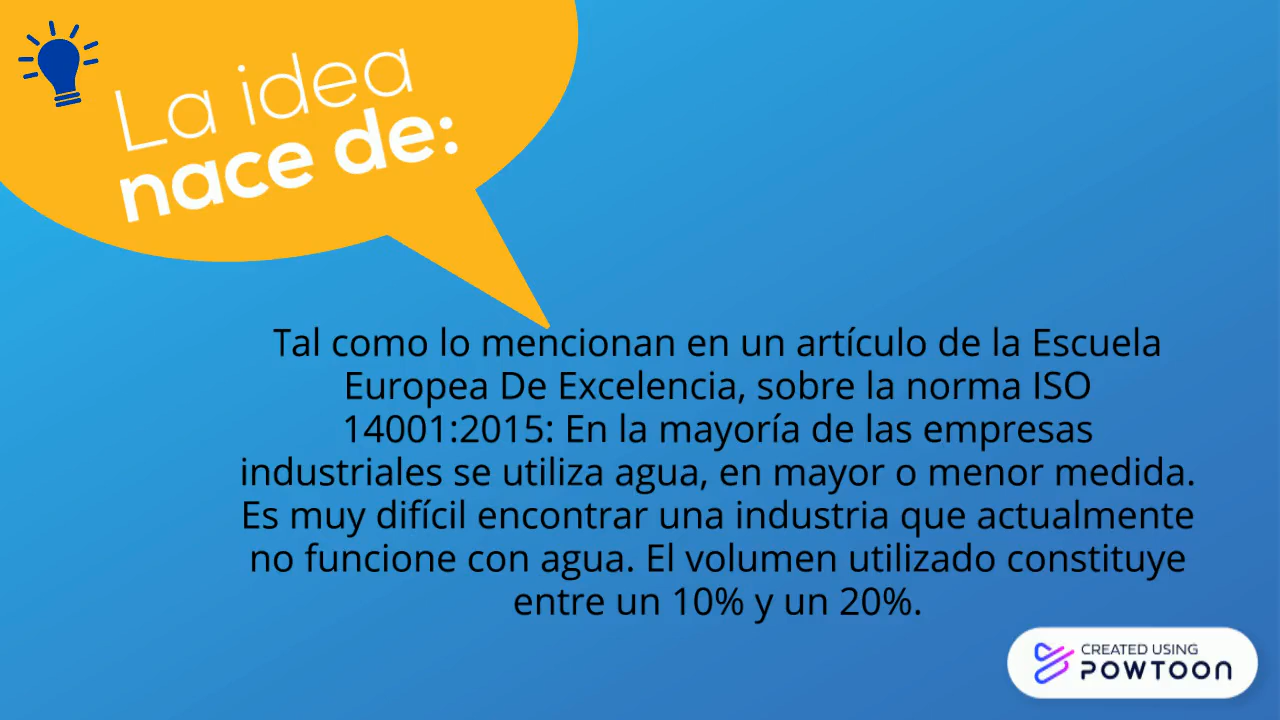 La idea
nace de:
Tal como lo mencionan en un artículo de la Escuela
Europea De Excelencia, sobre la norma ISO
14001:2015: En la mayoría de las empresas
industriales se utiliza agua, en mayor o menor medida.
Es muy difícil encontrar una industria que actualmente
no funcione con agua. El volumen utilizado constituye
entre un 10% y un 20%.
CREATED USING
POWTOON